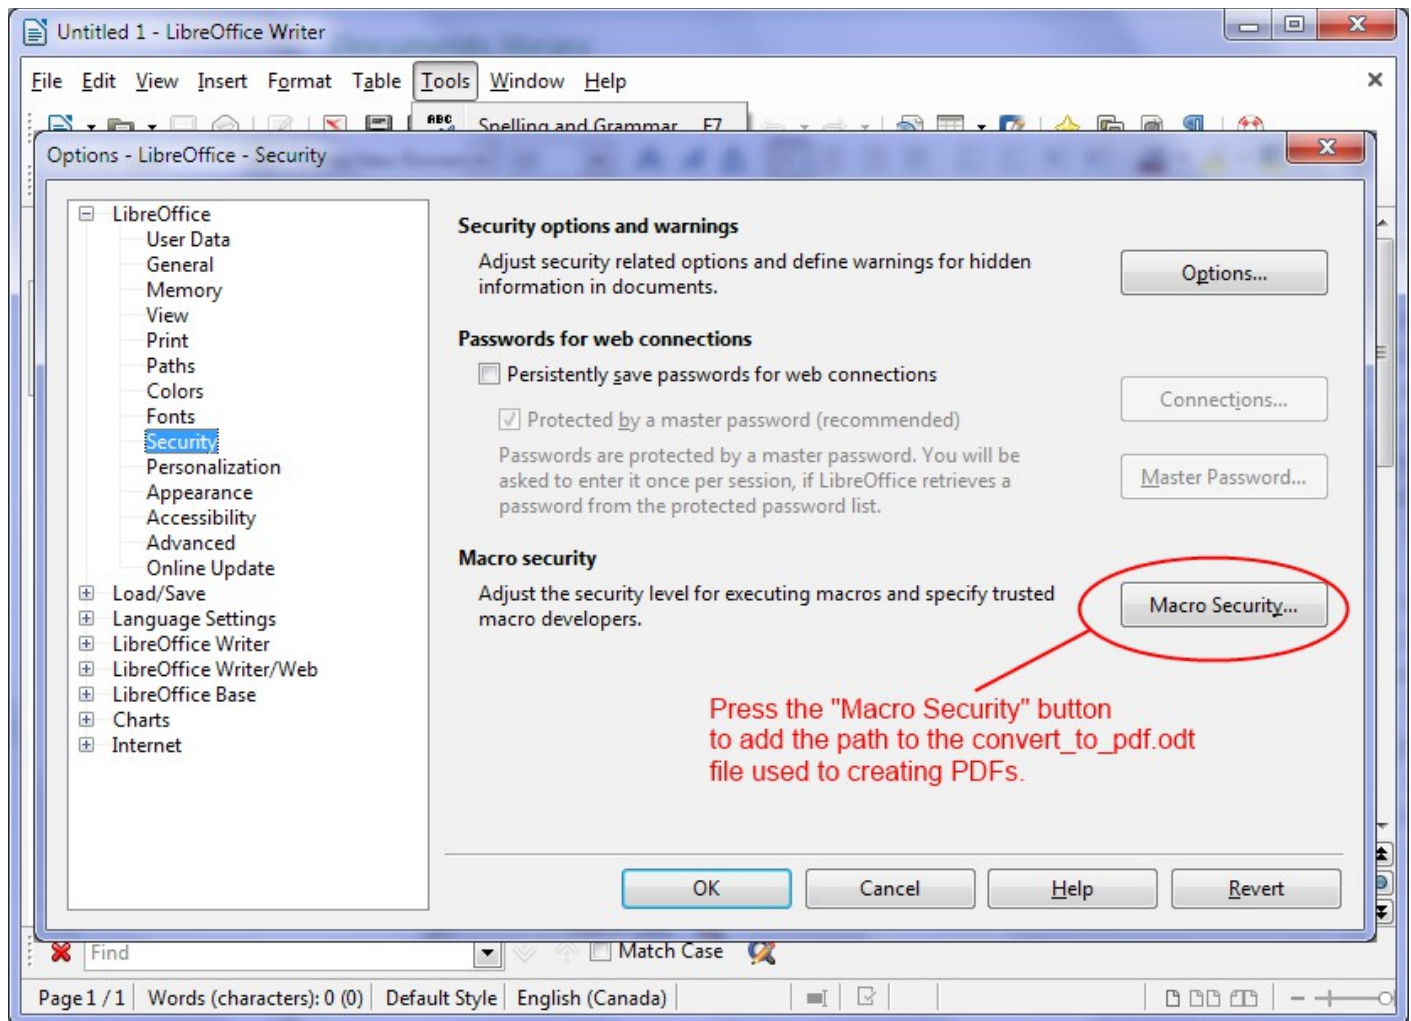 Untitled 1 - LibreOffice Writer
File Edit View Insert Format Table Tools Window Help
ABC Spelling and Grammar F7
Options - LibreOffice - Security
LibreOffice
User Data
General
Memory
View
Print
Paths
Colors
Fonts
Security
Personalization
Appearance
Accessibility
Advanced
Online Update
Load/Save
Language Settings
LibreOffice Writer
LibreOffice Writer/Web
LibreOffice Base
Charts
Internet
Security options and warnings
Adjust security related options and define warnings for hidden
information in documents.
Options...
Passwords for web connections
Persistently save passwords for web connections
Connections...
Protected by a master password (recommended)
Passwords are protected by a master password. You will be
asked to enter it once per session, if LibreOffice retrieves a
password from the protected password list.
Master Password...
Macro security
Adjust the security level for executing macros and specify trusted
macro developers.
Macro Security...
Press the "Macro Security" button
to add the path to the convert_to_pdf.odt
file used to creating PDFs.
OK Cancel Help Revert
Find Match Case
Page 1 / 1 Words (characters): 0 (0) Default Style English (Canada)